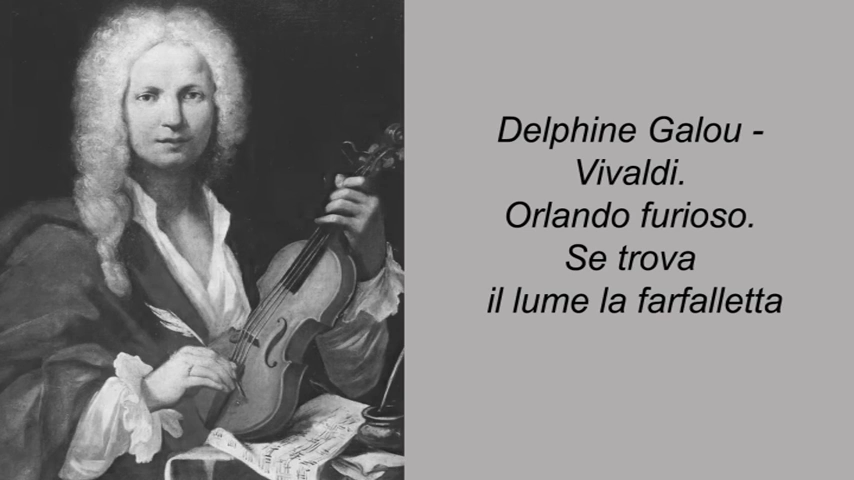 Delphine Galou -
Vivaldi.
Orlando furioso.
Se trova
il lume la farfalletta